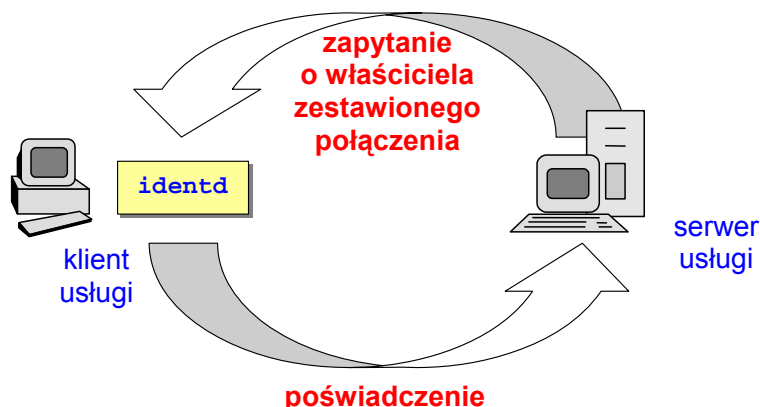 zapytanie
o właściciela
zestawionego
połączenia
identd
klient
usługi
serwer
usługi
poświadczenie